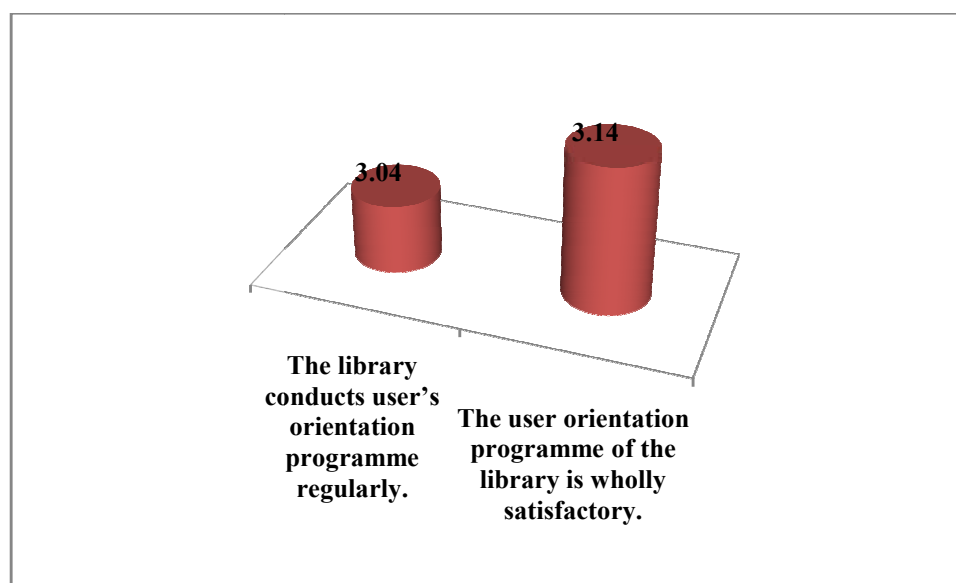 3.04
3.14
The library
conducts user’s
orientation
programme
regularly.
The user orientation
programme of the
library is wholly
satisfactory.